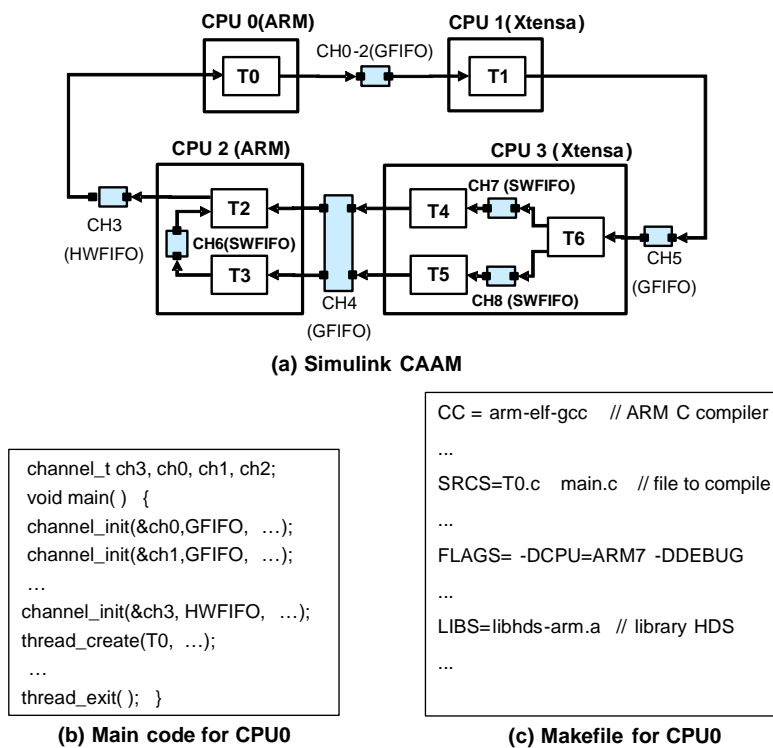 CPU 0(ARM)
CPU 1(Xtensa)
CH0-2(GFIFO)
T0
T1
CPU 2 (ARM)
CPU 3 (Xtensa)
CH7 (SWFIFO)
T2
T4
CH3
(HWFIFO)
CH6(SWFIFO)
T6
T3
T5
CH5
(GFIFO)
CH4
(GFIFO)
CH8 (SWFIFO)
(a) Simulink CAAM
channel_t ch3, ch0, ch1, ch2;
void main( ) {
channel_init(&ch0,GFIFO, …);
channel_init(&ch1,GFIFO, …);
…
channel_init(&ch3, HWFIFO, …);
thread_create(T0, …);
…
thread_exit( ); }
(b) Main code for CPU0
CC = arm-elf-gcc // ARM C compiler
...
SRCS=T0.c main.c // file to compile
...
FLAGS= -DCPU=ARM7 -DDEBUG
...
LIBS=libhds-arm.a // library HDS
...
(c) Makefile for CPU0